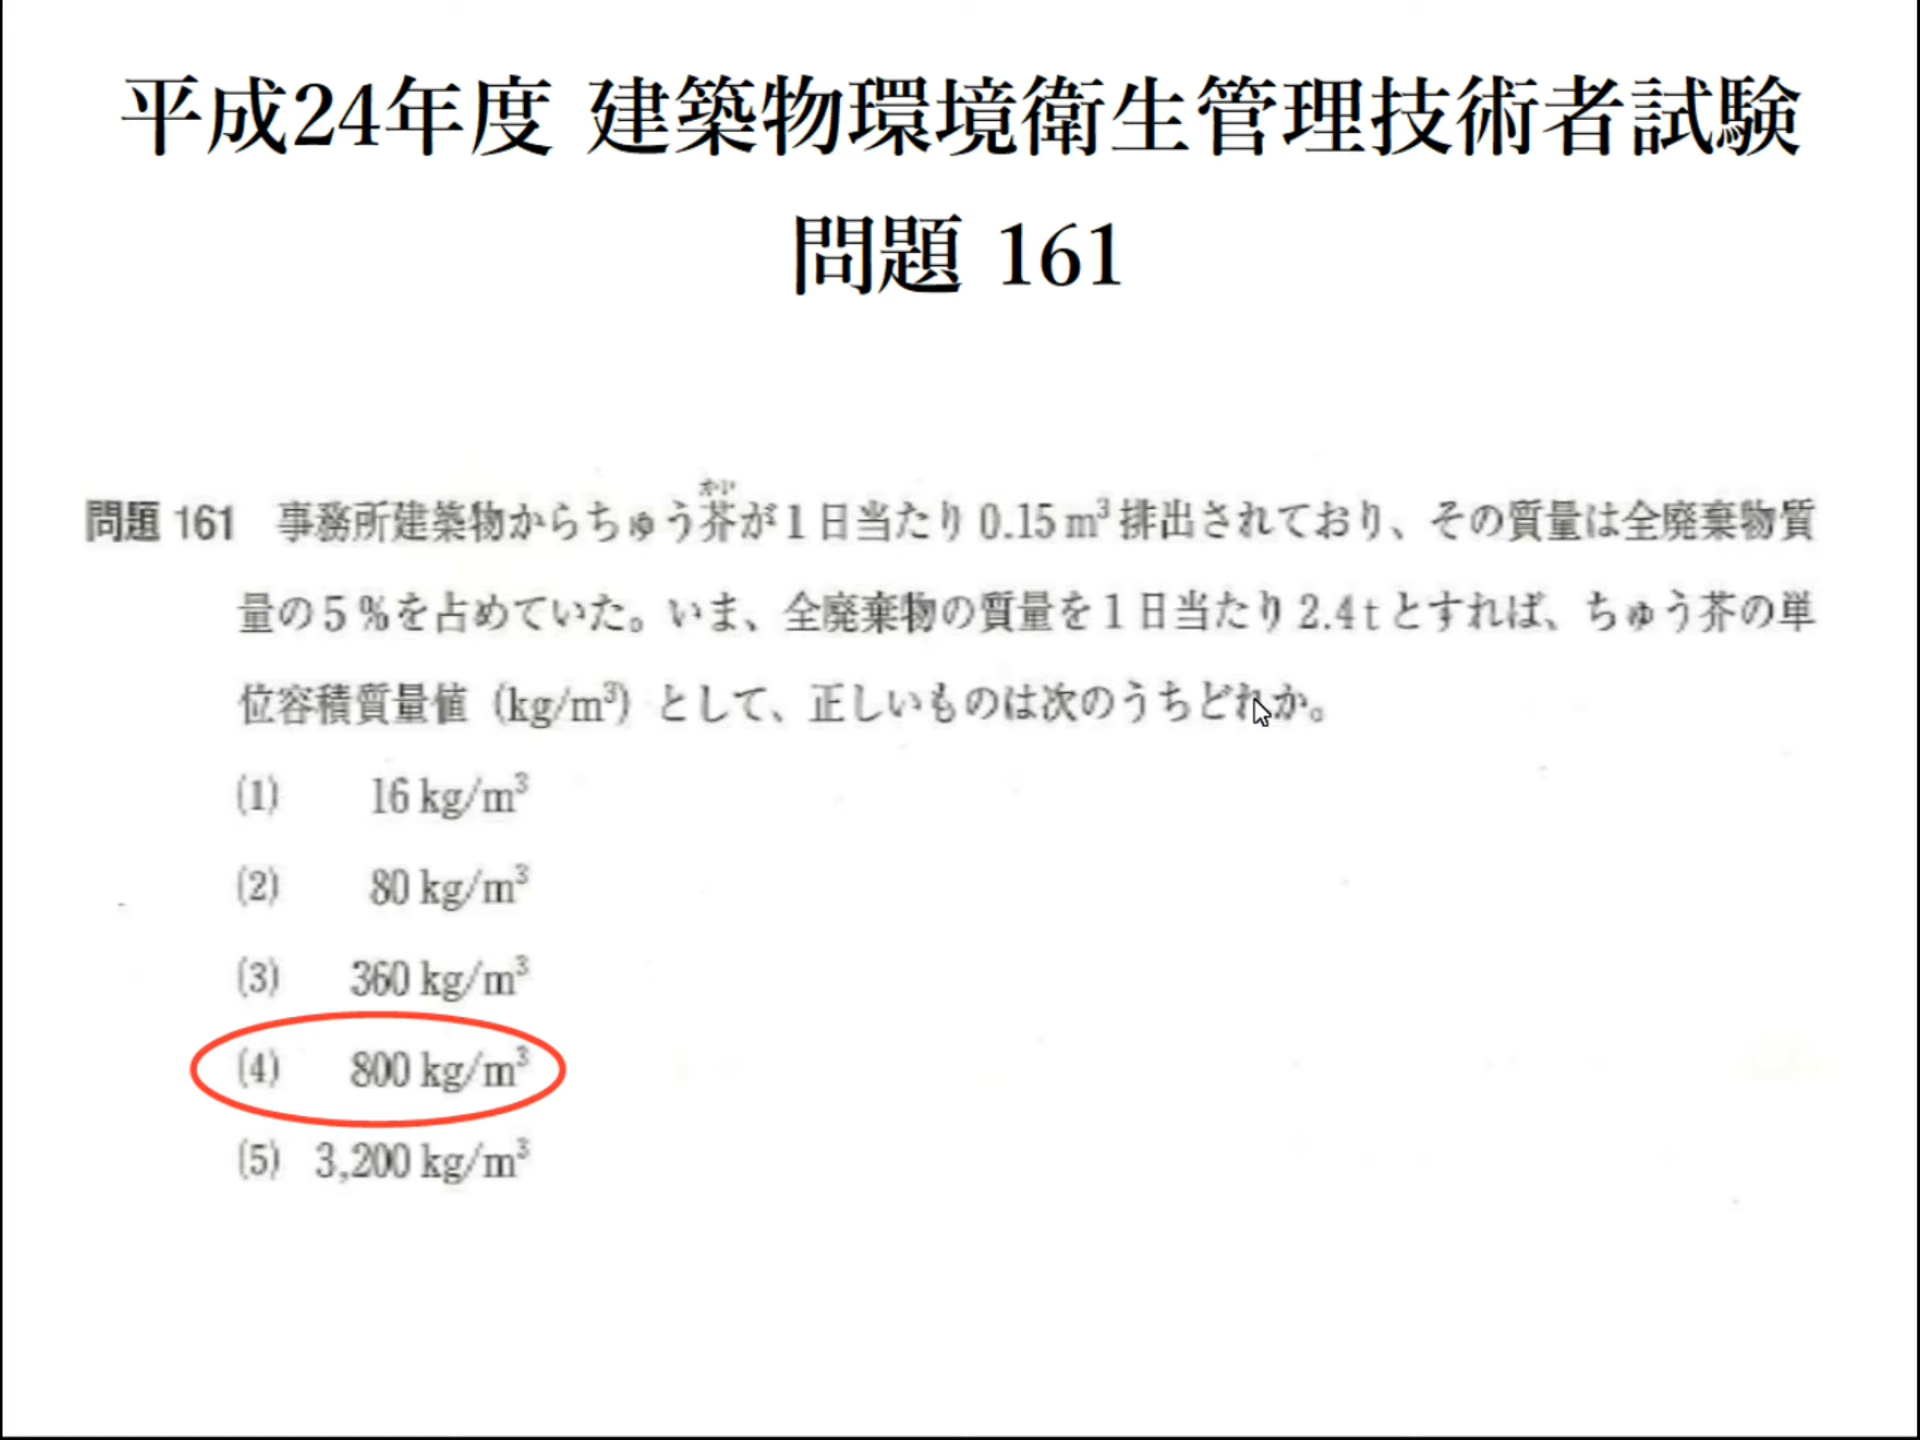 平成24年度 建築物環境衛生管理技術者試験
問題 161
問題 161 事務所建築物からちゅう芥が1日当たり 0.15 m³ 排出されており、その質量は全廃棄物質
かい
量の5%を占めていた。いま、全廃棄物の質量を1日当たり 2.4 t とすれば、ちゅう芥の単
位容積質量値（kg/m³）として、正しいものは次のうちどれか。
(1) 16 kg/m³
(2) 80 kg/m³
(3) 360 kg/m³
(4) 800 kg/m³
(5) 3,200 kg/m³